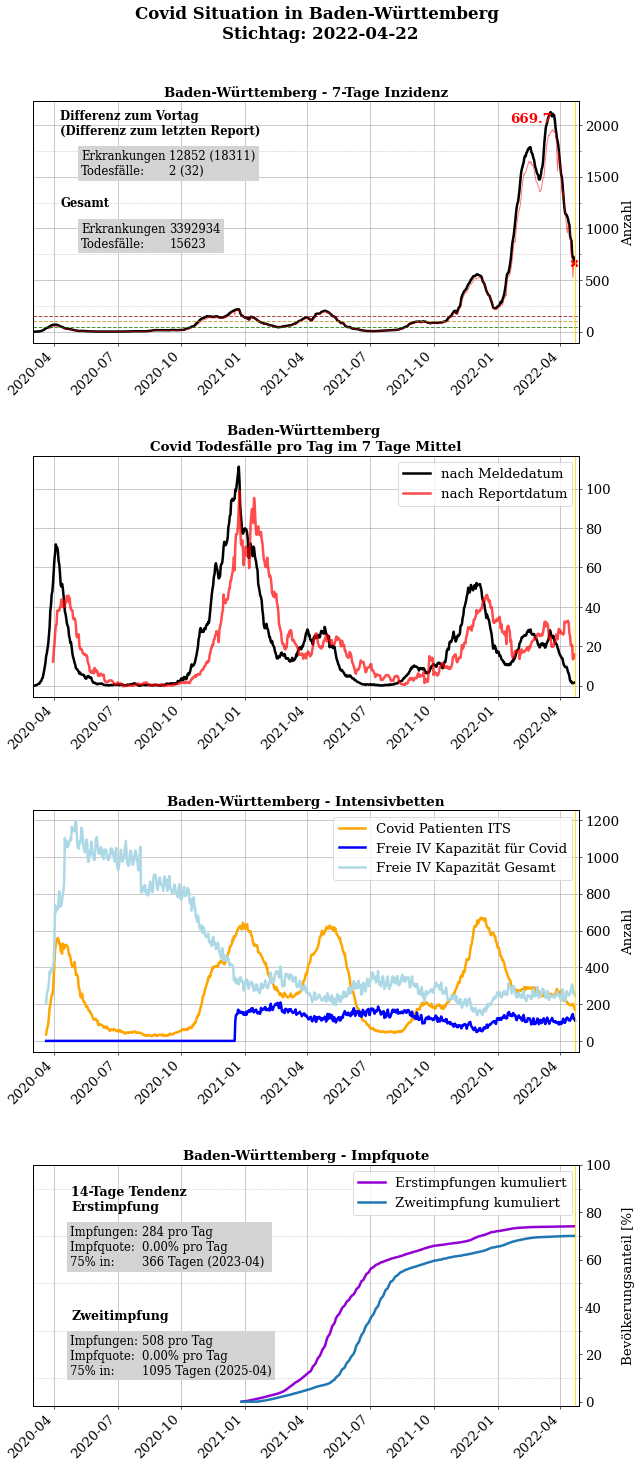 Covid Situation in Baden-Württemberg
Stichtag: 2022-04-22
Baden-Württemberg - 7-Tage Inzidenz
Differenz zum Vortag
(Differenz zum letzten Report)
Erkrankungen 12852 (18311)
Todesfälle: 2 (32)
Gesamt
Erkrankungen 3392934
Todesfälle: 15623
669.7
2000
1500
1000
500
0
Anzahl
2020-04
2020-07
2020-10
2021-01
2021-04
2021-07
2021-10
2022-01
2022-04
Baden-Württemberg
Covid Todesfälle pro Tag im 7 Tage Mittel
nach Meldedatum
nach Reportdatum
100
80
60
40
20
0
2020-04
2020-07
2020-10
2021-01
2021-04
2021-07
2021-10
2022-01
2022-04
Baden-Württemberg - Intensivbetten
Covid Patienten ITS
Freie IV Kapazität für Covid
Freie IV Kapazität Gesamt
1200
1000
800
600
400
200
0
Anzahl
2020-04
2020-07
2020-10
2021-01
2021-04
2021-07
2021-10
2022-01
2022-04
Baden-Württemberg - Impfquote
14-Tage Tendenz
Erstimpfung
Impfungen: 284 pro Tag
Impfquote: 0.00% pro Tag
75% in: 366 Tagen (2023-04)
Zweitimpfung
Impfungen: 508 pro Tag
Impfquote: 0.00% pro Tag
75% in: 1095 Tagen (2025-04)
Erstimpfungen kumuliert
Zweitimpfung kumuliert
100
80
60
40
20
0
Bevölkerungsanteil [%]
2020-04
2020-07
2020-10
2021-01
2021-04
2021-07
2021-10
2022-01
2022-04